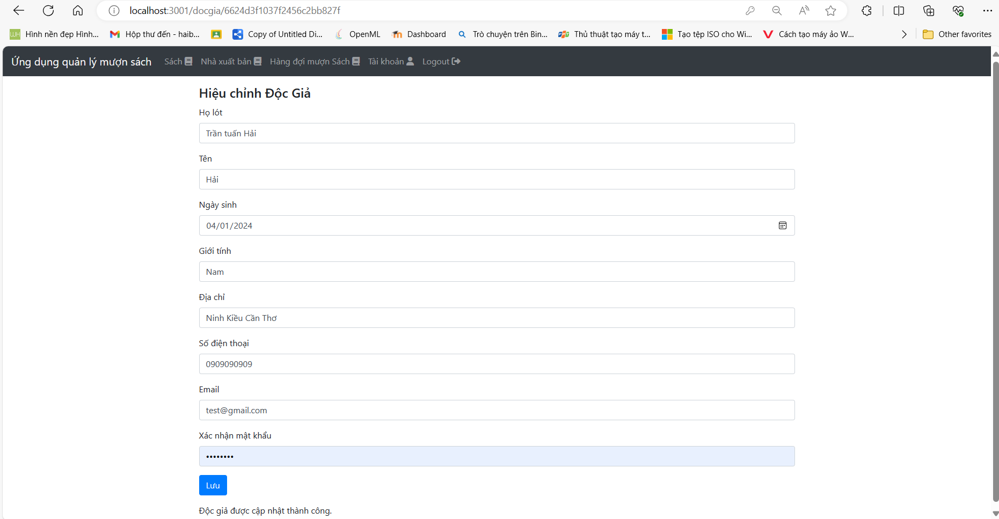 localhost:3001/docgia/6624d3f1037f2456c2bb827f
Hình nền đẹp Hình... Hộp thư đến - haib... Copy of Untitled Di... OpenML Dashboard Trò chuyện trên Bin... Thủ thuật tạo máy t... Tạo tệp ISO cho Wi... Cách tạo máy ảo W... Other favorites
Ứng dụng quản lý mượn sách Sách Nhà xuất bản Hàng đợi mượn Sách Tài khoản Logout
Hiệu chỉnh Độc Giả
Họ lót
Trần tuấn Hải
Tên
Hải
Ngày sinh
04/01/2024
Giới tính
Nam
Địa chỉ
Ninh Kiều Cần Thơ
Số điện thoại
0909090909
Email
test@gmail.com
Xác nhận mật khẩu
••••••••
Lưu
Độc giả được cập nhật thành công.